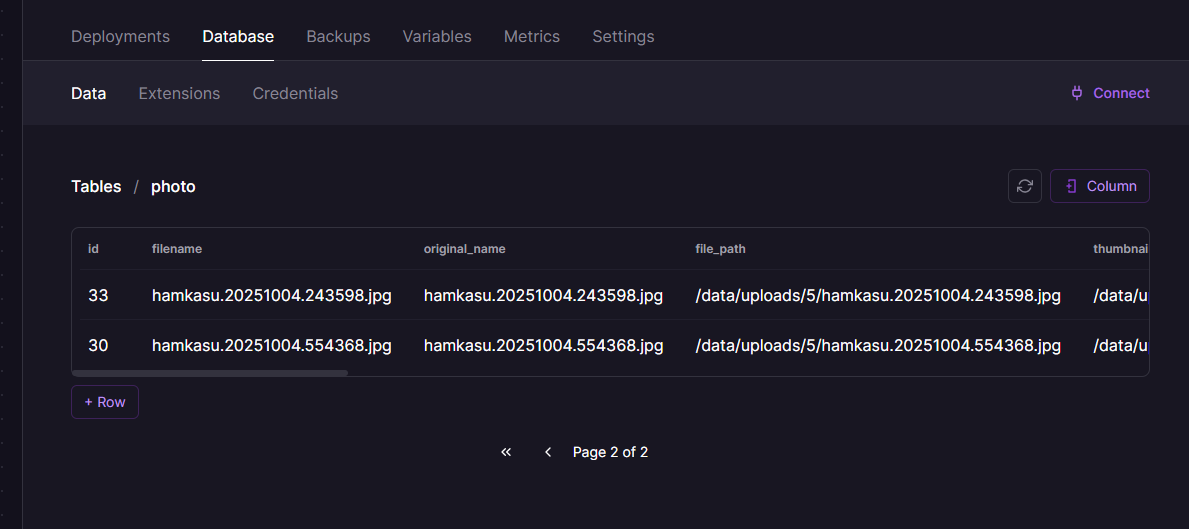 Deployments Database Backups Variables Metrics Settings
Data Extensions Credentials Connect
Tables / photo Column
id filename original_name file_path thumbnai
33 hamkasu.20251004.243598.jpg hamkasu.20251004.243598.jpg /data/uploads/5/hamkasu.20251004.243598.jpg /data/u
30 hamkasu.20251004.554368.jpg hamkasu.20251004.554368.jpg /data/uploads/5/hamkasu.20251004.554368.jpg /data/u
+ Row
« ‹ Page 2 of 2